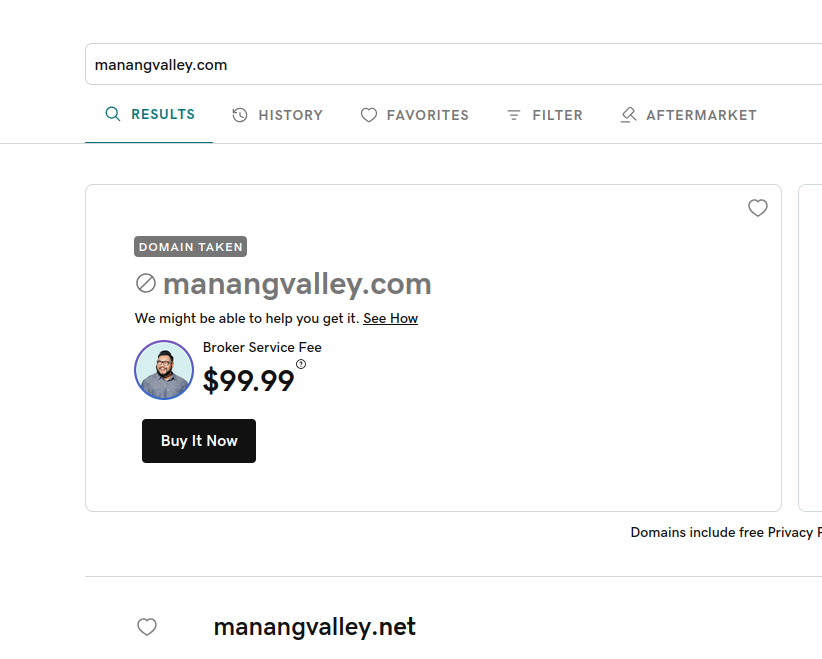 manangvalley.com
RESULTS
HISTORY
FAVORITES
FILTER
AFTERMARKET
DOMAIN TAKEN
manangvalley.com
We might be able to help you get it. See How
Broker Service Fee
$99.99
Buy It Now
Domains include free Privacy
manangvalley.net